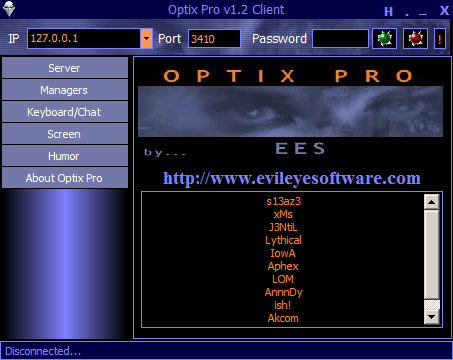 Optix Pro v1.2 Client
H . _ X
IP 127.0.0.1 Port 3410 Password !
Server
Managers
Keyboard/Chat
Screen
Humor
About Optix Pro
OPTIX PRO
by... EES
http://www.evileyesoftware.com
s13az3
xMs
J3NtiL
Lythical
IowA
Aphex
LOM
AnnnDy
ish!
Akcom
Disconnected...